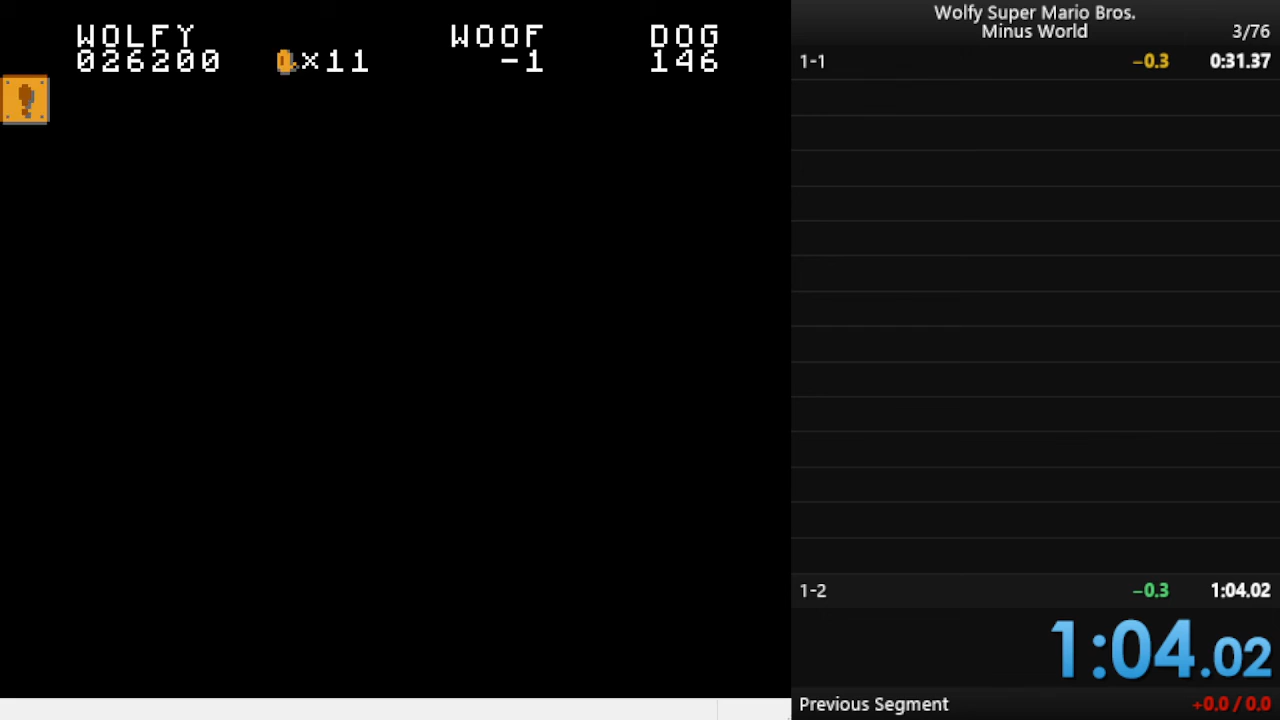 WOLFY WOOF DOG
026200 ×11 -1 146
Wolfy Super Mario Bros.
Minus World 3/76
1-1 −0.3 0:31.37
1-2 −0.3 1:04.02
1:04.02
Previous Segment +0.0 / 0.0